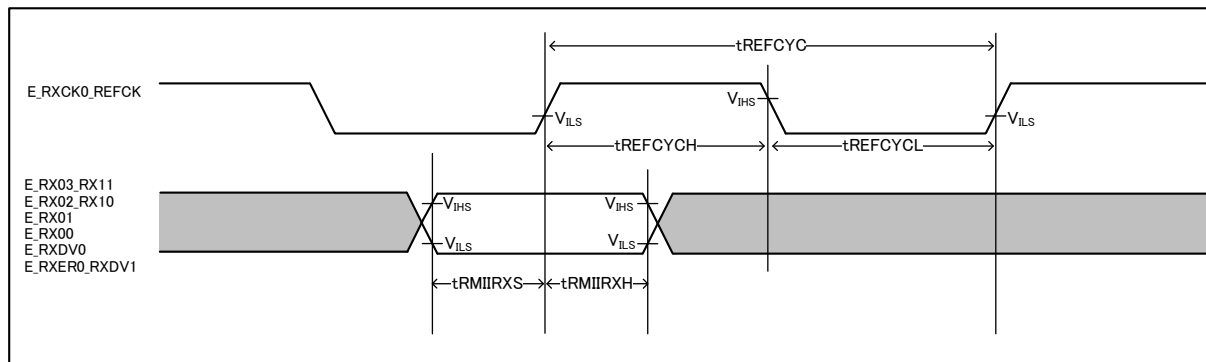 tREFCYC
E_RXCK0_REFCK
VIHS
VILS
VILS
tREFCYCH
tREFCYCL
E_RX03_RX11
E_RX02_RX10
E_RX01
E_RX00
E_RXDV0
E_RXER0_RXDV1
VIHS
VIHS
VILS
VILS
tRMIIRXS
tRMIIRXH